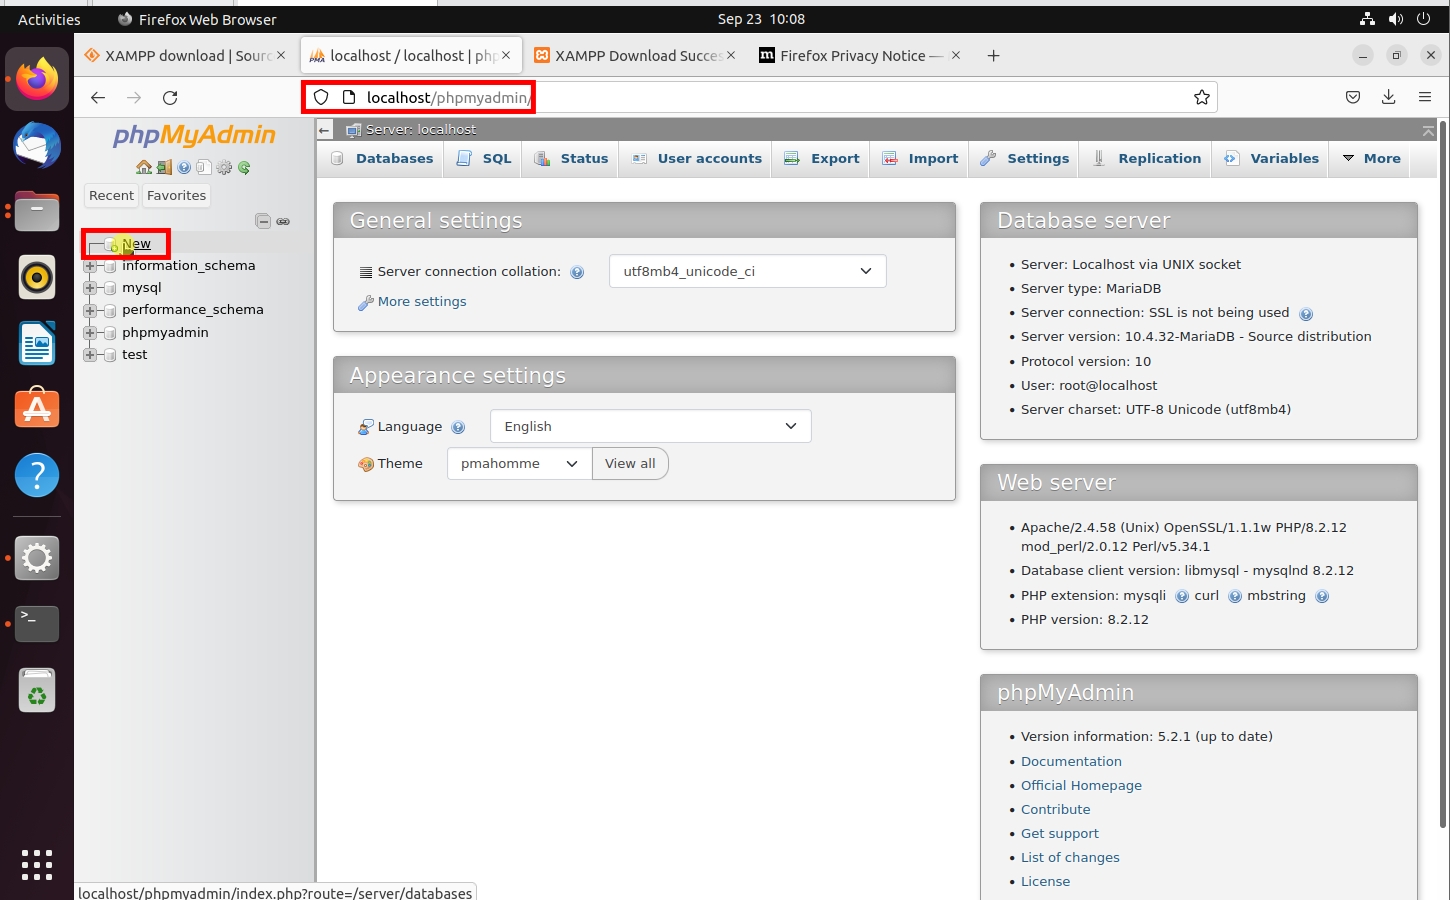 Activities
Firefox Web Browser
Sep 23 10:08
XAMPP download | Sourc
localhost / localhost | php
XAMPP Download Succes
Firefox Privacy Notice —
localhost/phpmyadmin/
phpMyAdmin
Recent
Favorites
New
information_schema
mysql
performance_schema
phpmyadmin
test
Server: localhost
Databases
SQL
Status
User accounts
Export
Import
Settings
Replication
Variables
More
General settings
Server connection collation:
utf8mb4_unicode_ci
More settings
Appearance settings
Language
English
Theme
pmahomme
View all
Database server
Server: Localhost via UNIX socket
Server type: MariaDB
Server connection: SSL is not being used
Server version: 10.4.32-MariaDB - Source distribution
Protocol version: 10
User: root@localhost
Server charset: UTF-8 Unicode (utf8mb4)
Web server
Apache/2.4.58 (Unix) OpenSSL/1.1.1w PHP/8.2.12
mod_perl/2.0.12 Perl/v5.34.1
Database client version: libmysql - mysqlnd 8.2.12
PHP extension: mysqli curl mbstring
PHP version: 8.2.12
phpMyAdmin
Version information: 5.2.1 (up to date)
Documentation
Official Homepage
Contribute
Get support
List of changes
License
localhost/phpmyadmin/index.php?route=/server/databases